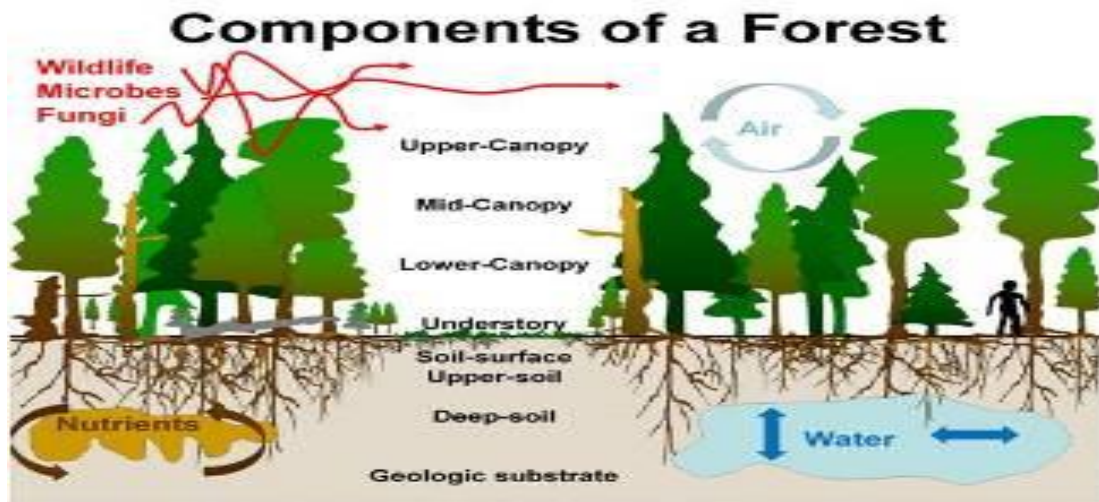 Components of a Forest
Wildlife
Microbes
Fungi
Air
Upper-Canopy
Mid-Canopy
Lower-Canopy
Understory
Soil-surface
Upper-soil
Deep-soil
Nutrients
Water
Geologic substrate